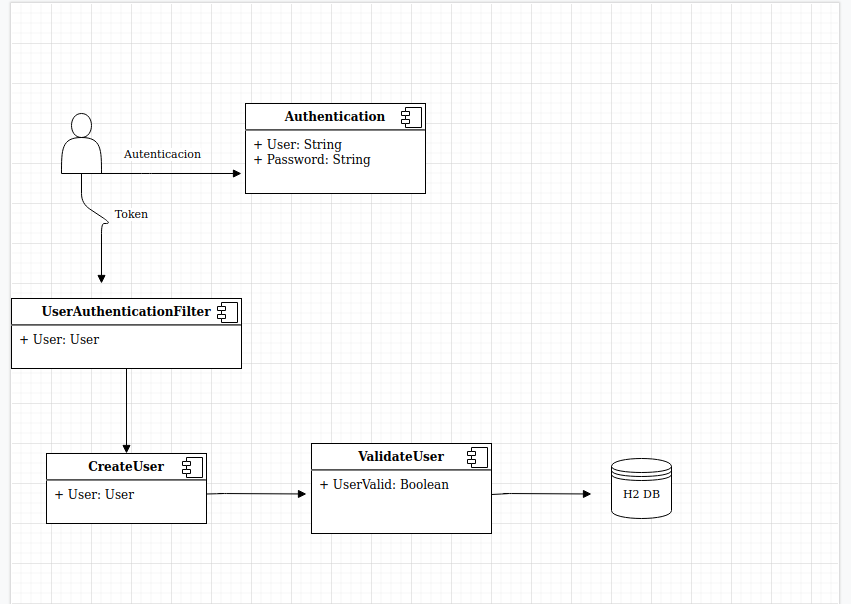 Authentication
+ User: String
+ Password: String
Autenticacion
Token
UserAuthenticationFilter
+ User: User
CreateUser
+ User: User
ValidateUser
+ UserValid: Boolean
H2 DB